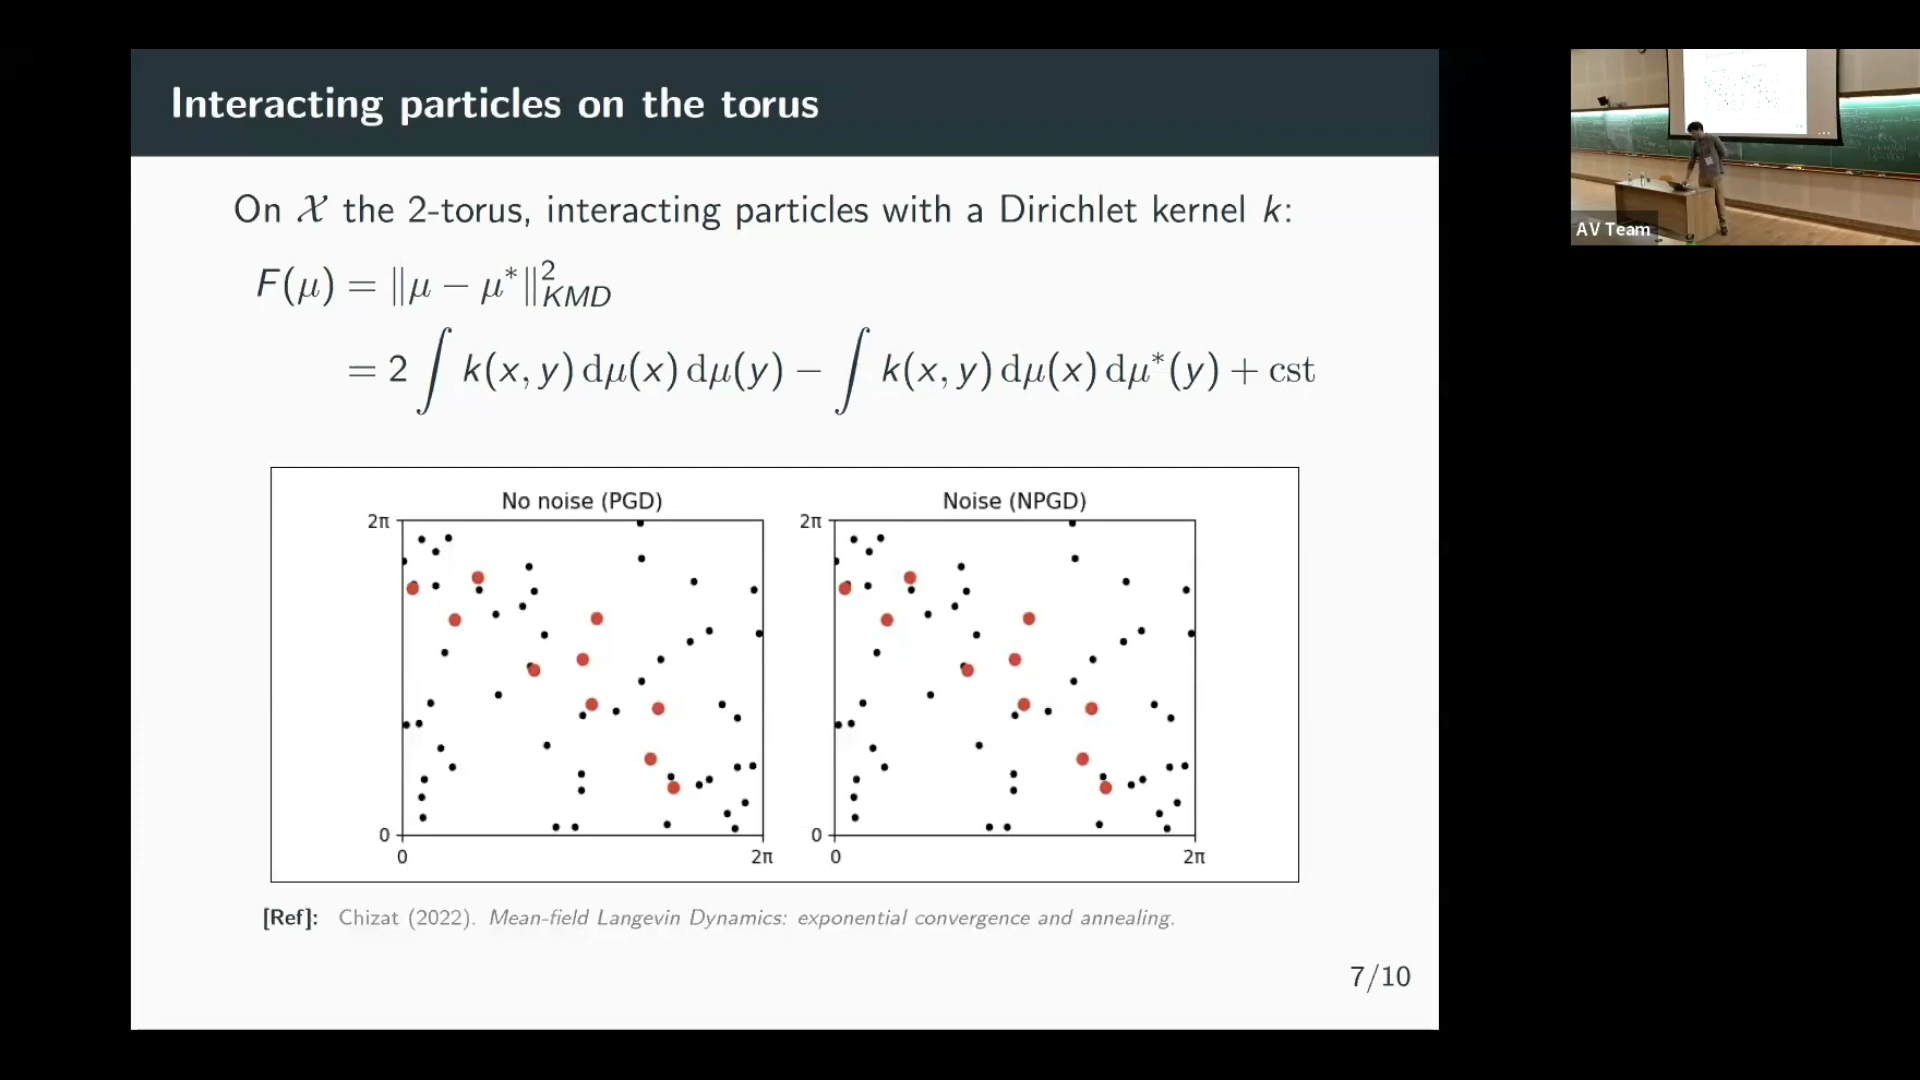 Interacting particles on the torus
On 𝒳 the 2-torus, interacting particles with a Dirichlet kernel k:
F(μ) = ‖μ − μ*‖²_KMD
= 2 ∫ k(x, y) dμ(x) dμ(y) − ∫ k(x, y) dμ(x) dμ*(y) + cst
No noise (PGD)
2π
0
0 2π
Noise (NPGD)
2π
0
0 2π
[Ref]: Chizat (2022). Mean-field Langevin Dynamics: exponential convergence and annealing.
7/10
AV Team